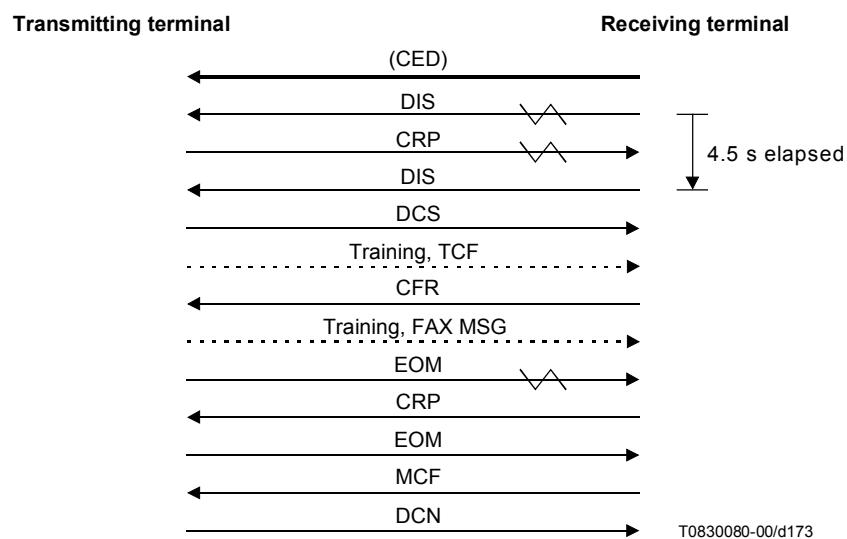 Transmitting terminal
Receiving terminal
(CED)
DIS
CRP
4.5 s elapsed
DIS
DCS
Training, TCF
CFR
Training, FAX MSG
EOM
CRP
EOM
MCF
DCN
T0830080-00/d173